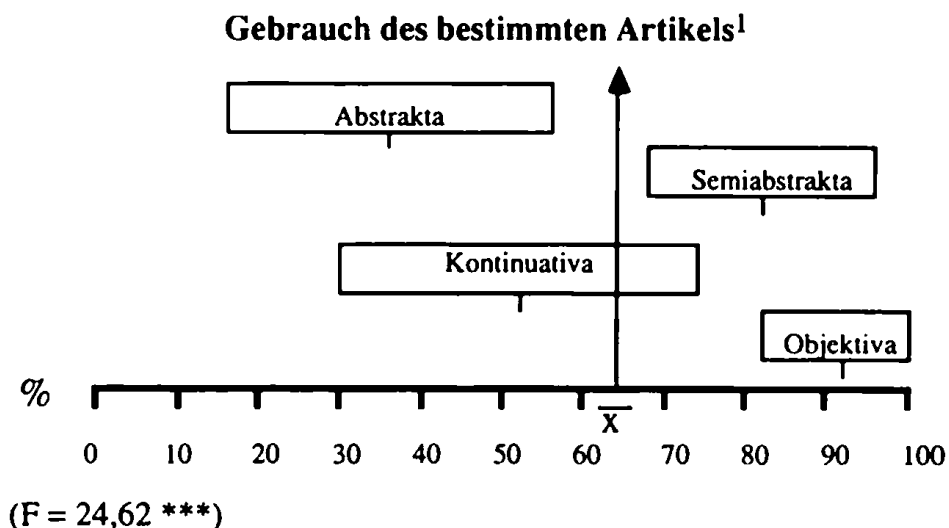 Gebrauch des bestimmten Artikels¹
Abstrakta
Semiabstrakta
Kontinuativa
Objektiva
%
X̅
0 10 20 30 40 50 60 70 80 90 100
(F = 24,62 ***)